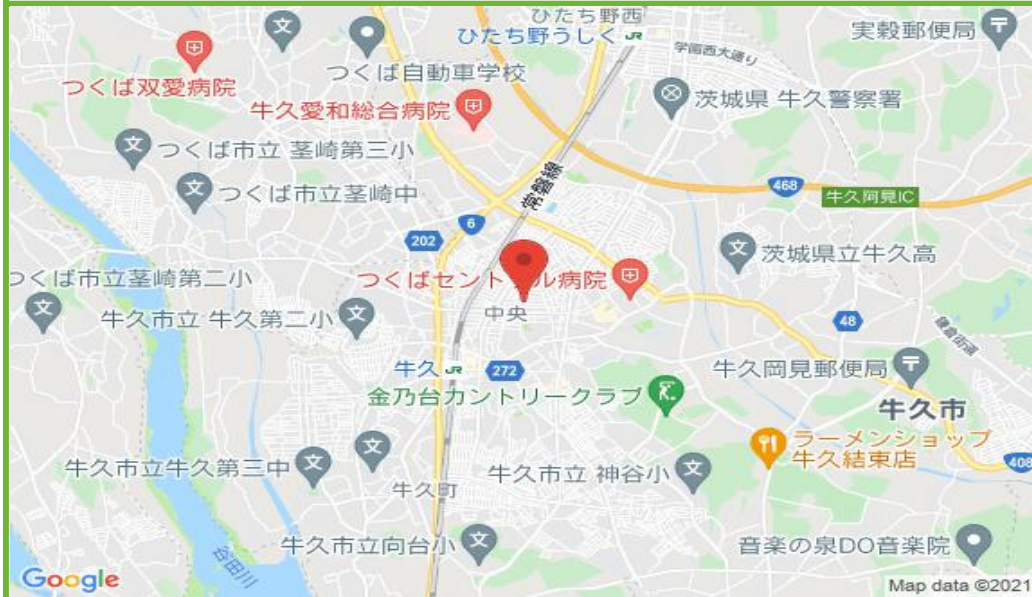 ひたち野西
ひたち野うしく JR
実穀郵便局
学園西大通り
つくば自動車学校
つくば双愛病院
茨城県 牛久警察署
牛久愛和総合病院
つくば市立 茎崎第三小
常磐線
468
つくば市立茎崎中
牛久阿見IC
6
202
茨城県立牛久高
つくば市立茎崎第二小
つくばセント
ル病院
中央
牛久市立 牛久第二小
48
鎌倉街道
牛久 JR
272
牛久岡見郵便局
金乃台カントリークラブ
牛久市
ラーメンショップ
牛久結束店
408
牛久市立牛久第三中
牛久市立 神谷小
牛久町
牛久市立向台小
音楽の泉DO音楽院
谷田川
Google
Map data ©2021